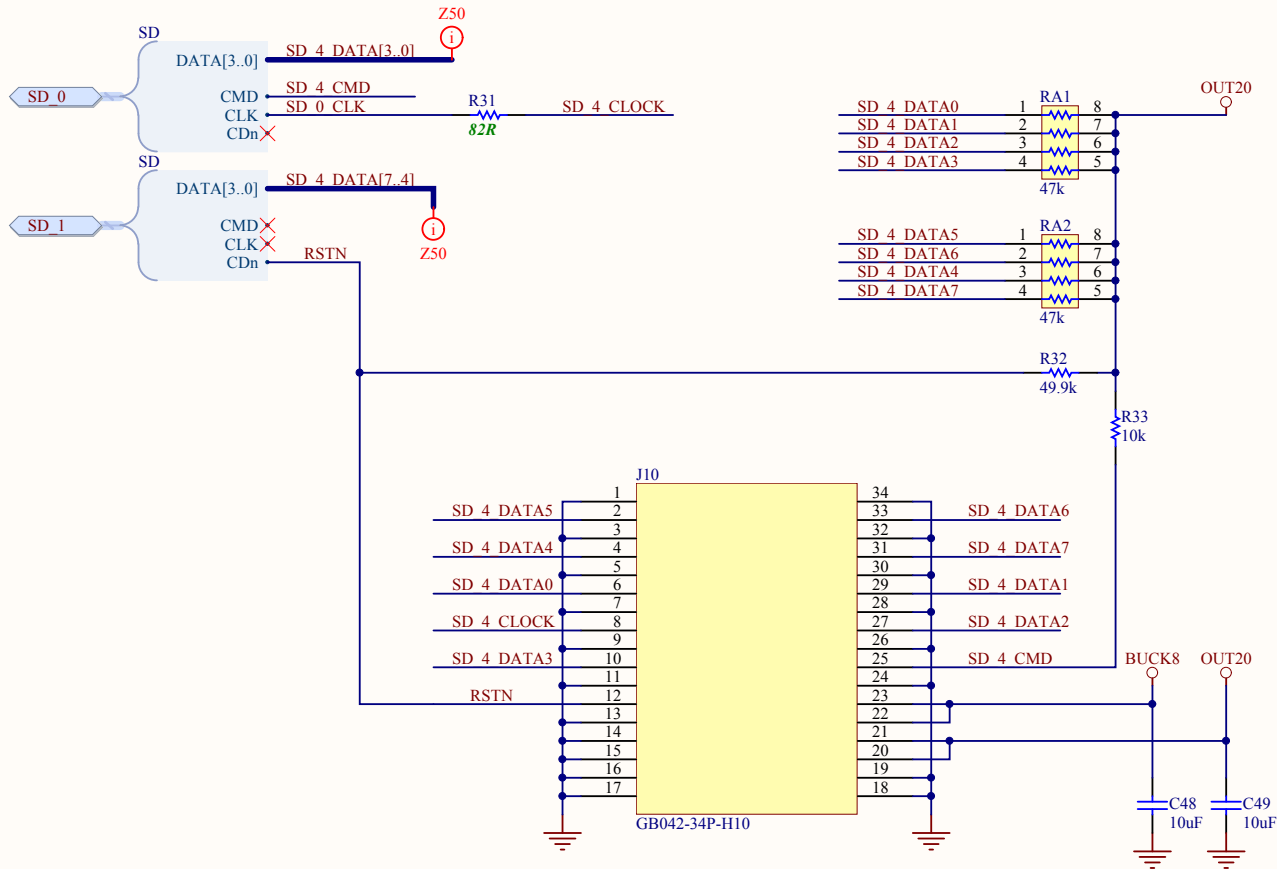 Z50
SD
DATA[3..0]
SD_4_DATA[3..0]
SD_0
CMD
SD_4_CMD
CLK
SD_0_CLK
R31
82R
SD_4_CLOCK
CDn
SD
DATA[3..0]
SD_4_DATA[7..4]
SD_1
CMD
CLK
CDn
RSTN
Z50
OUT20
RA1
SD_4_DATA0 1 8
SD_4_DATA1 2 7
SD_4_DATA2 3 6
SD_4_DATA3 4 5
47k
RA2
SD_4_DATA5 1 8
SD_4_DATA6 2 7
SD_4_DATA4 3 6
SD_4_DATA7 4 5
47k
R32
49.9k
R33
10k
J10
1 34
SD_4_DATA5 2 33 SD_4_DATA6
3 32
SD_4_DATA4 4 31 SD_4_DATA7
5 30
SD_4_DATA0 6 29 SD_4_DATA1
7 28
SD_4_CLOCK 8 27 SD_4_DATA2
9 26
SD_4_DATA3 10 25 SD_4_CMD
11 24
RSTN 12 23
13 22
14 21
15 20
16 19
17 18
GB042-34P-H10
BUCK8
OUT20
C48
10uF
C49
10uF